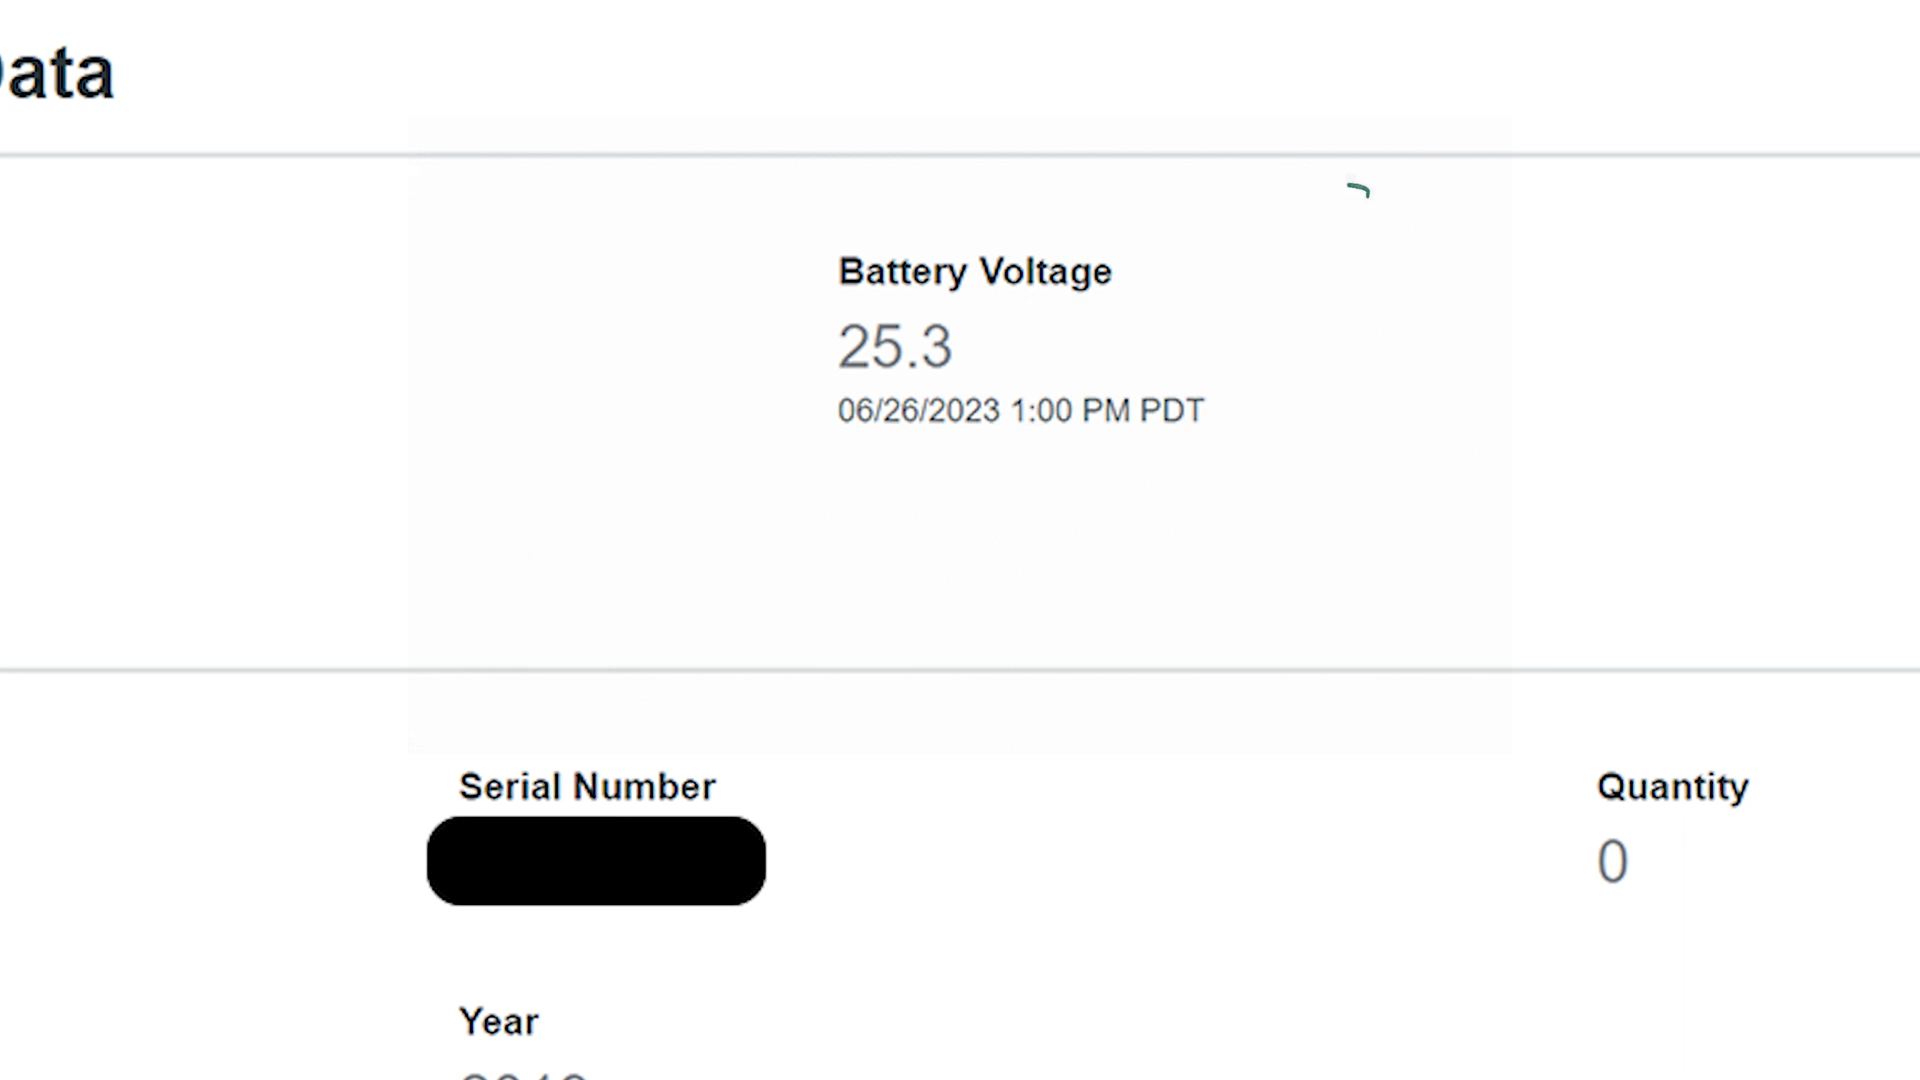 ata
Battery Voltage
25.3
06/26/2023 1:00 PM PDT
Serial Number
Quantity
0
Year